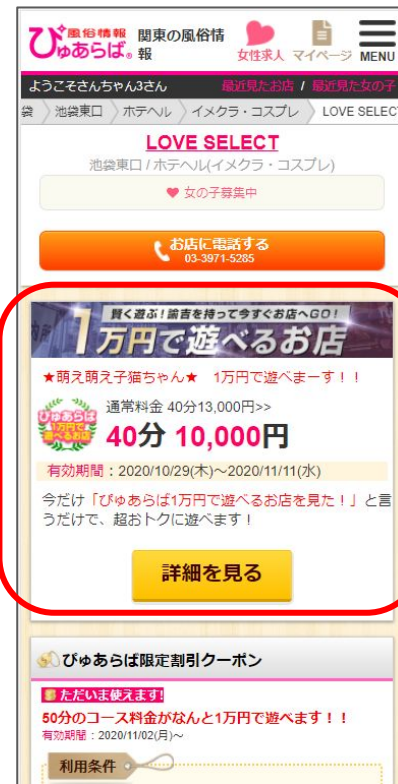 風俗情報
ぴゅあらば。
関東の風俗情報
女性求人
マイページ
MENU
ようこそさんちゃん3さん
最近見たお店 / 最近見た女の子
袋 〉 池袋東口 〉 ホテヘル 〉 イメクラ・コスプレ 〉 LOVE SELEC
LOVE SELECT
池袋東口 / ホテヘル(イメクラ・コスプレ)
女の子募集中
お店に電話する
03-3971-5285
賢く遊ぶ!諭吉を持って今すぐお店へGO!
1万円で遊べるお店
★萌え萌え子猫ちゃん★ 1万円で遊べまーす!!
ぴゅあらば
1万円で
遊べるお店
通常料金 40分13,000円>>
40分 10,000円
有効期間:2020/10/29(木)~2020/11/11(水)
今だけ「ぴゅあらば1万円で遊べるお店を見た!」と言
うだけで、超おトクに遊べます!
詳細を見る
ぴゅあらば限定割引クーポン
ただいま使えます!
50分のコース料金がなんと1万円で遊べます!!
有効期間:2020/11/02(月)~
利用条件